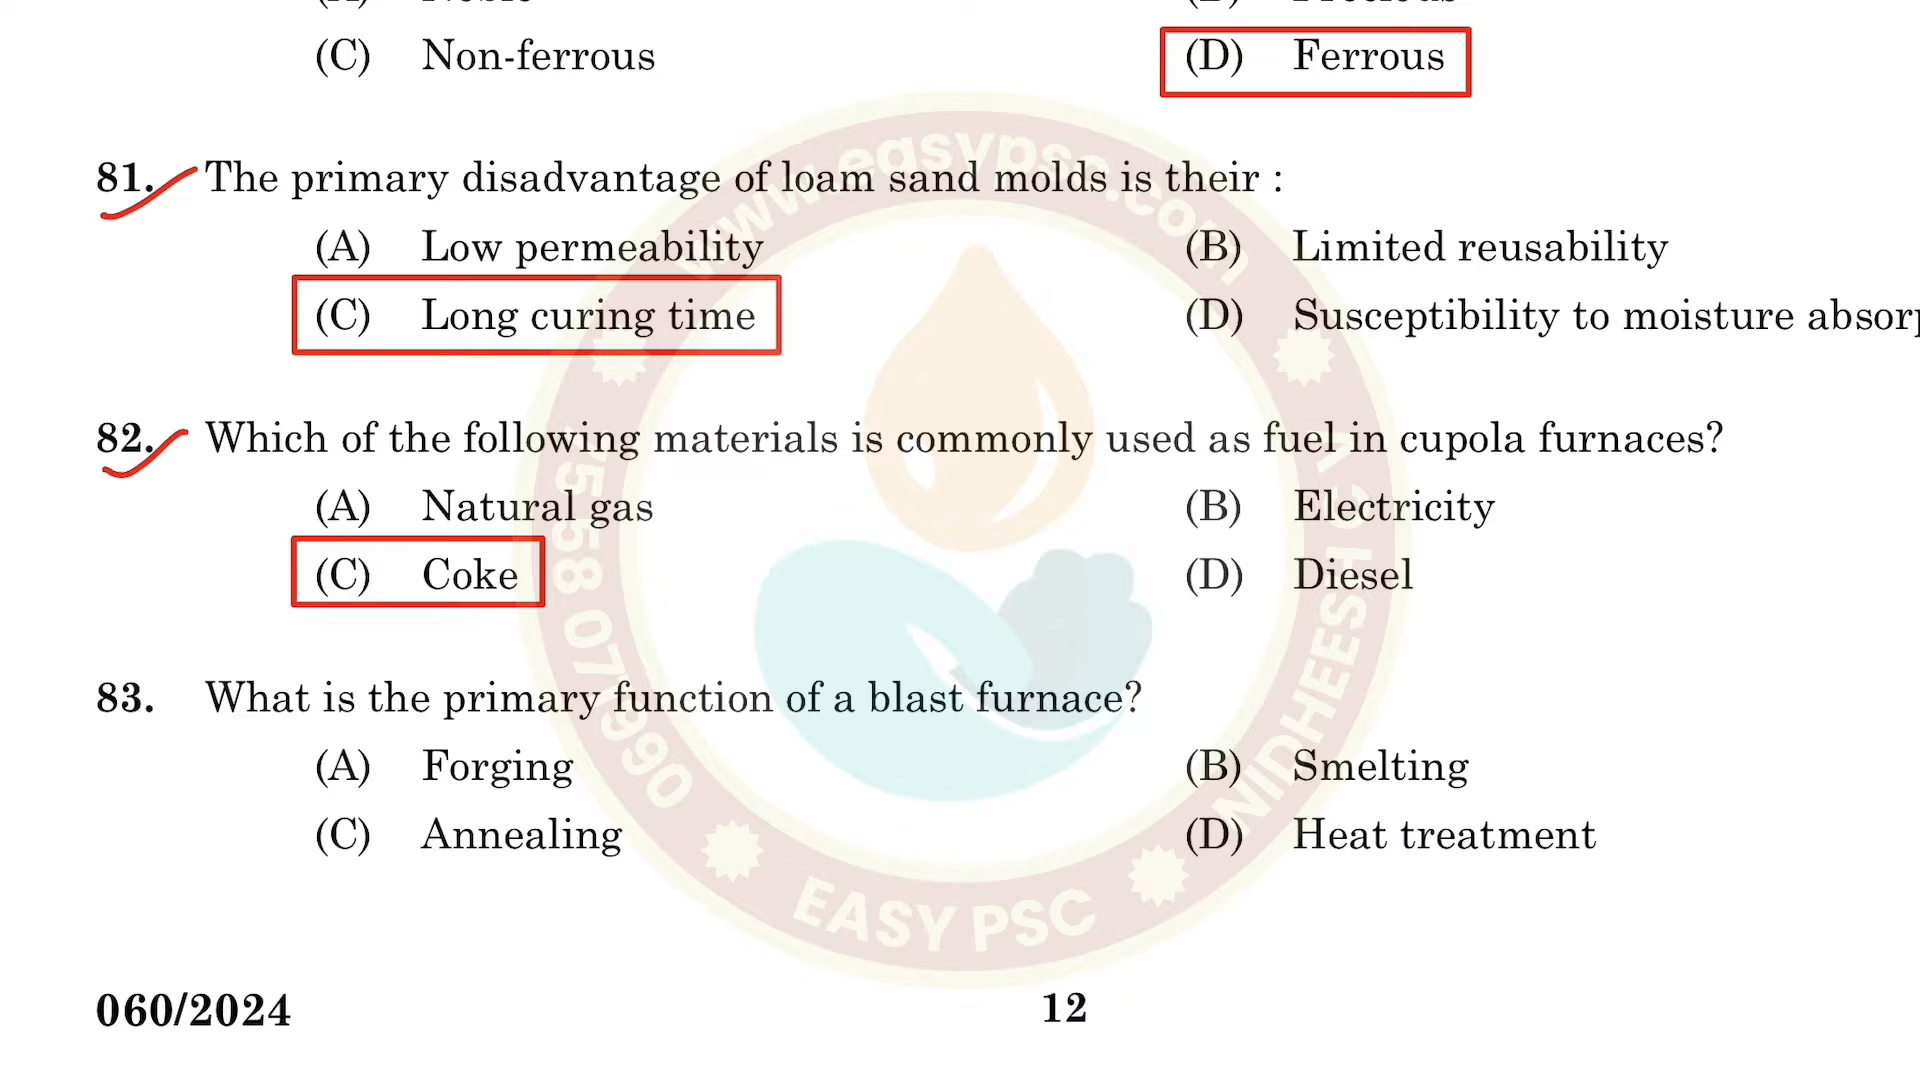 (C) Non-ferrous (D) Ferrous
81. The primary disadvantage of loam sand molds is their :
(A) Low permeability (B) Limited reusability
(C) Long curing time (D) Susceptibility to moisture
82. Which of the following materials is commonly used as fuel in cupola furnaces?
(A) Natural gas (B) Electricity
(C) Coke (D) Diesel
83. What is the primary function of a blast furnace?
(A) Forging (B) Smelting
(C) Annealing (D) Heat treatment
060/2024 12
www.easypsc.com
EASY PSC